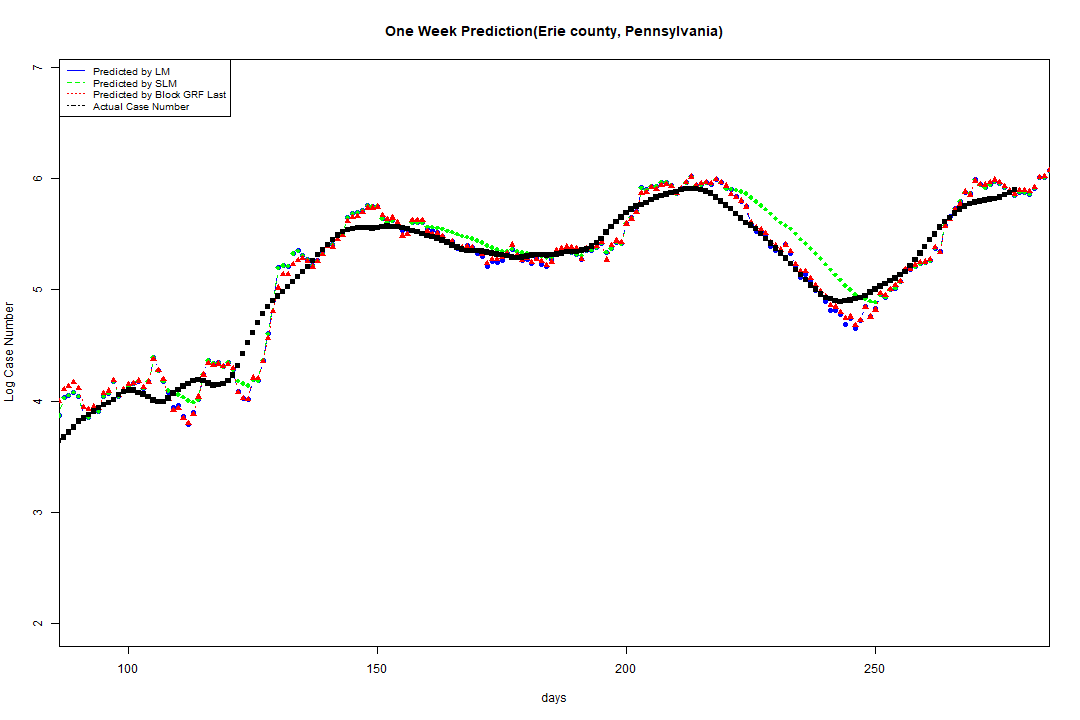 One Week Prediction(Erie county, Pennsylvania)
Predicted by LM
Predicted by SLM
Predicted by Block GRF Last
Actual Case Number
7
6
5
4
3
2
Log Case Number
100 150 200 250
days